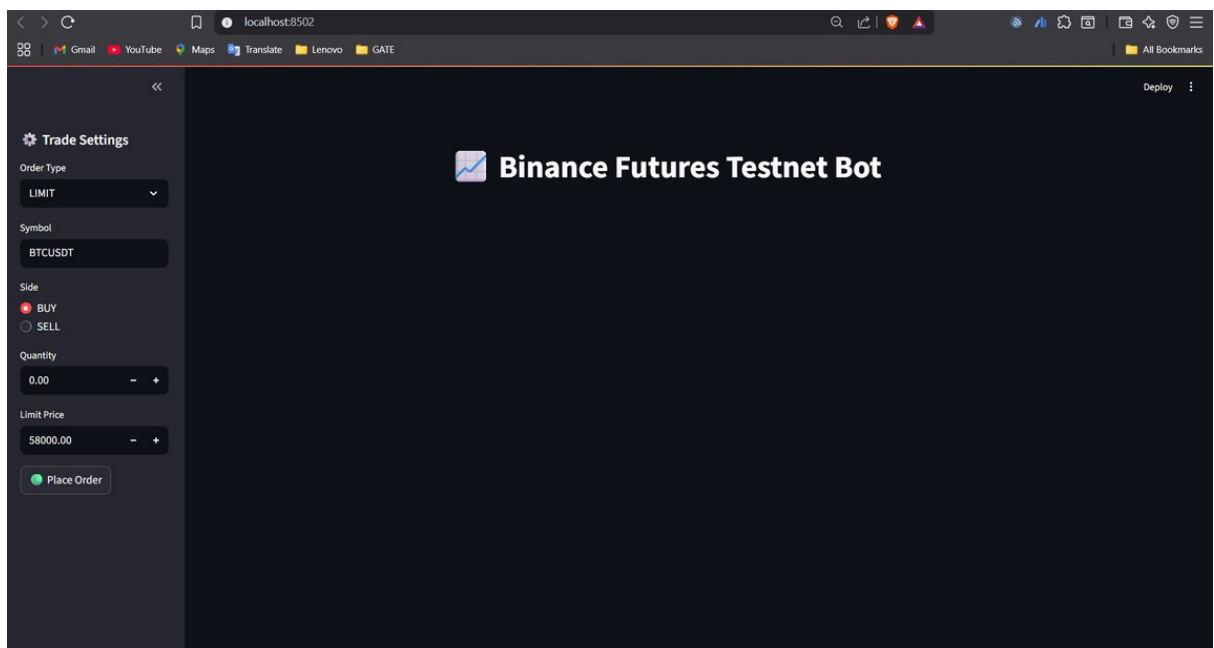 localhost:8502
Gmail YouTube Maps Translate Lenovo GATE All Bookmarks
Deploy
Trade Settings
Binance Futures Testnet Bot
Order Type
LIMIT
Symbol
BTCUSDT
Side
BUY
SELL
Quantity
0.00 - +
Limit Price
58000.00 - +
Place Order